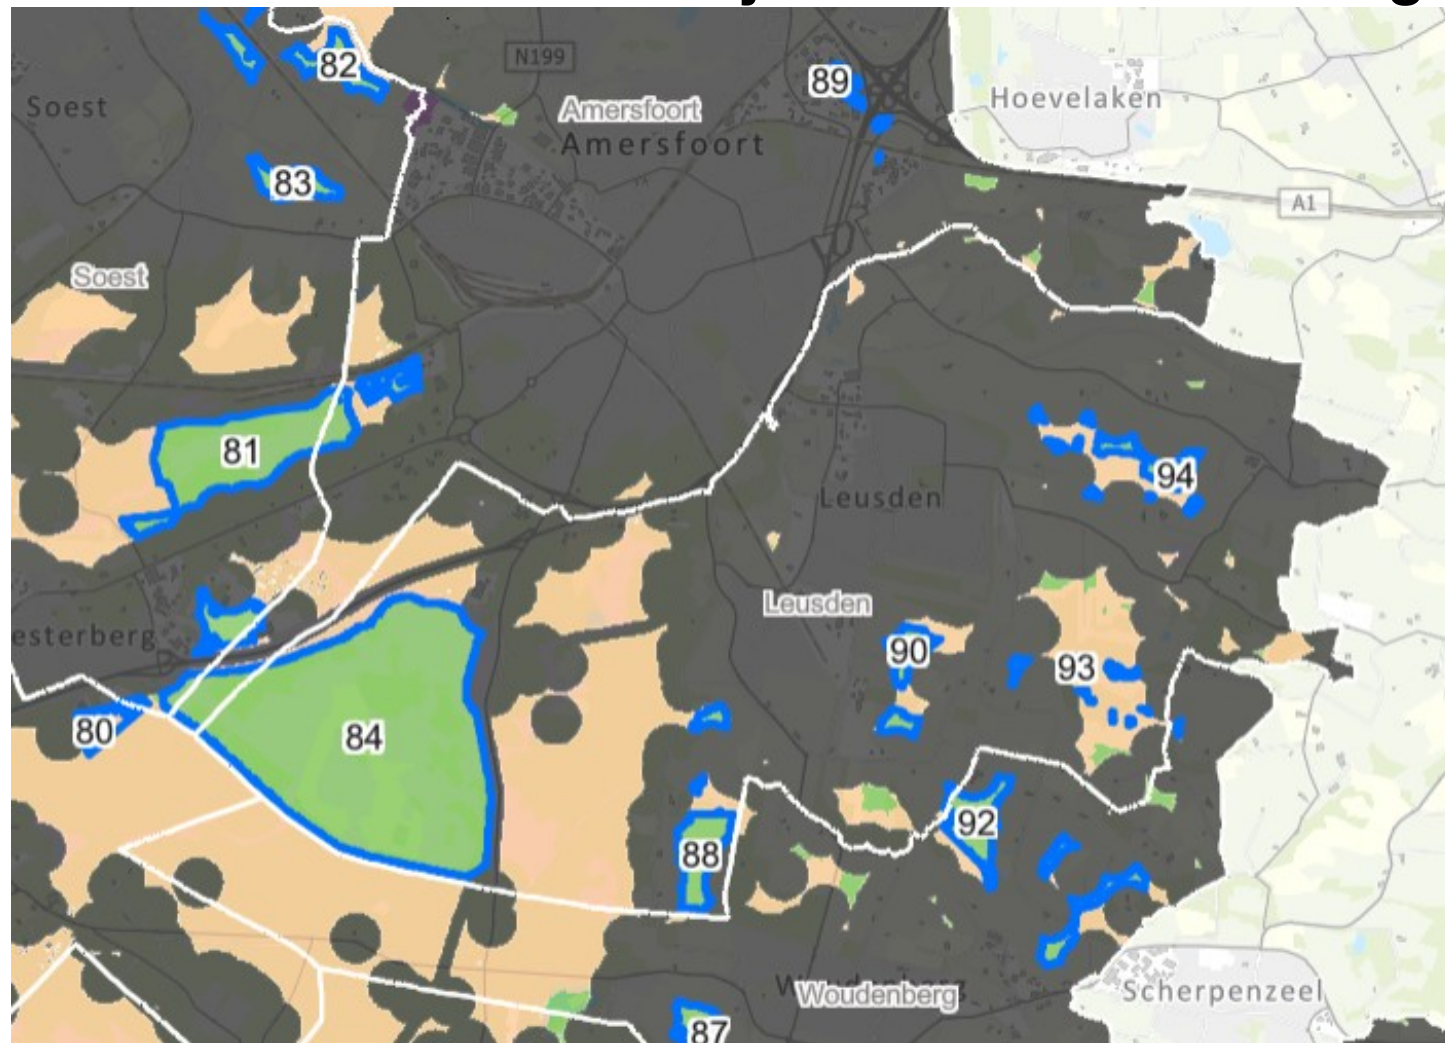 82
N199
89
Soest
Amersfoort
Amersfoort
Hoevelaken
83
A1
Soest
81
94
Leusden
Leusden
esterberg
90
93
80
84
92
88
Woudenberg
Scherpenzeel
87